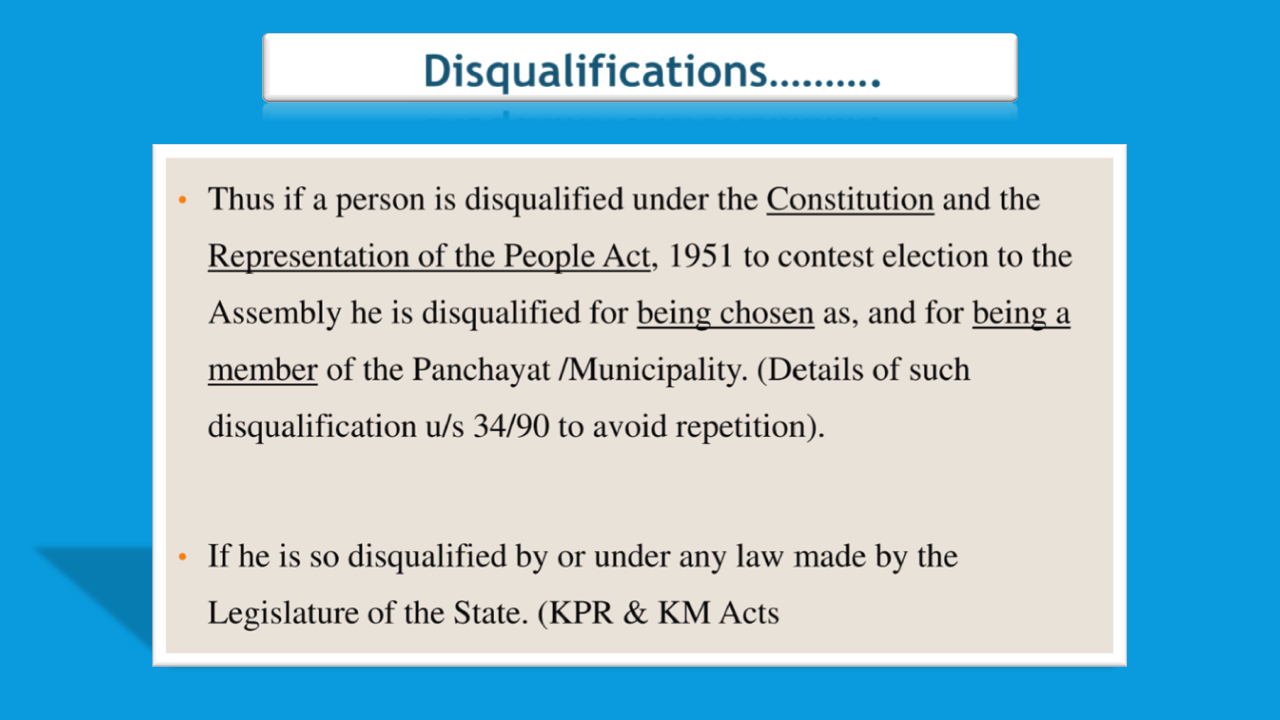 Disqualifications..........
• Thus if a person is disqualified under the Constitution and the
Representation of the People Act, 1951 to contest election to the
Assembly he is disqualified for being chosen as, and for being a
member of the Panchayat /Municipality. (Details of such
disqualification u/s 34/90 to avoid repetition).
• If he is so disqualified by or under any law made by the
Legislature of the State. (KPR & KM Acts